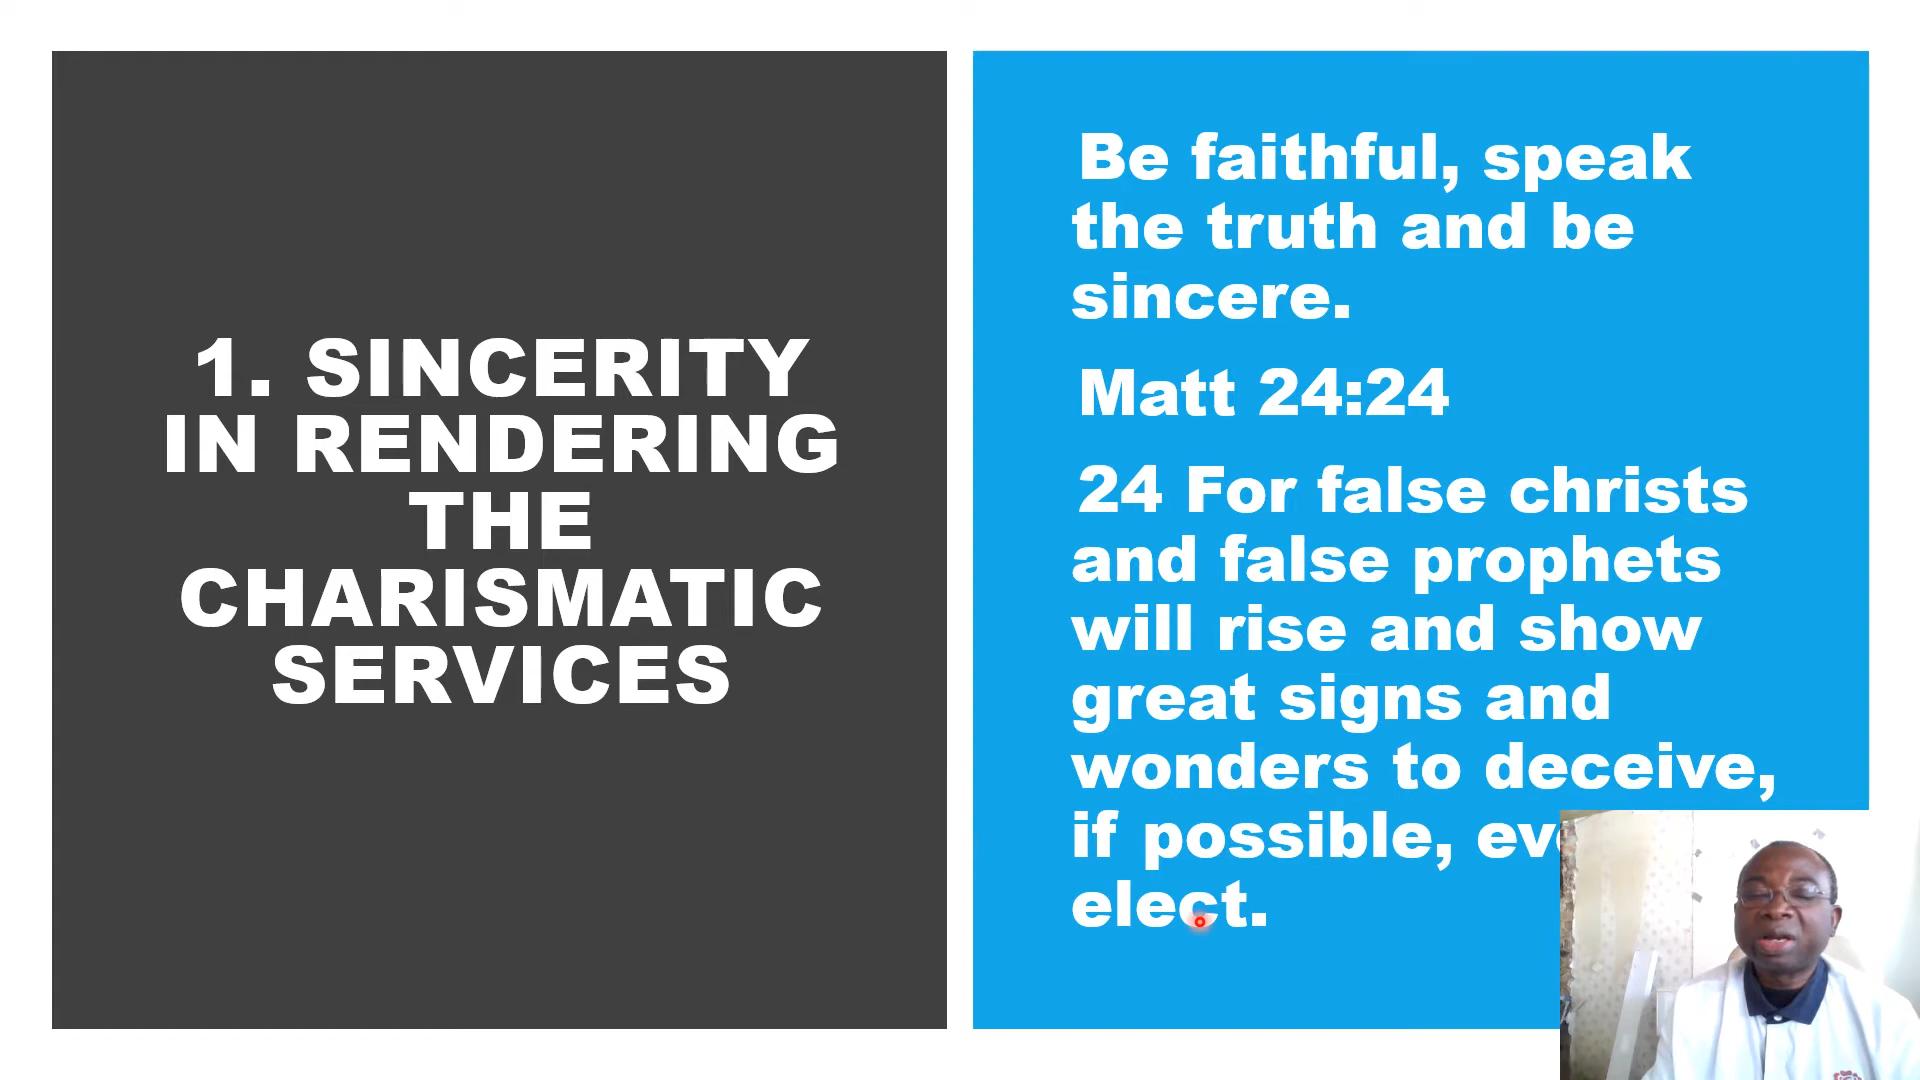 1. SINCERITY
IN RENDERING
THE
CHARISMATIC
SERVICES
Be faithful, speak
the truth and be
sincere.
Matt 24:24
24 For false christs
and false prophets
will rise and show
great signs and
wonders to deceive,
if possible,
elect.